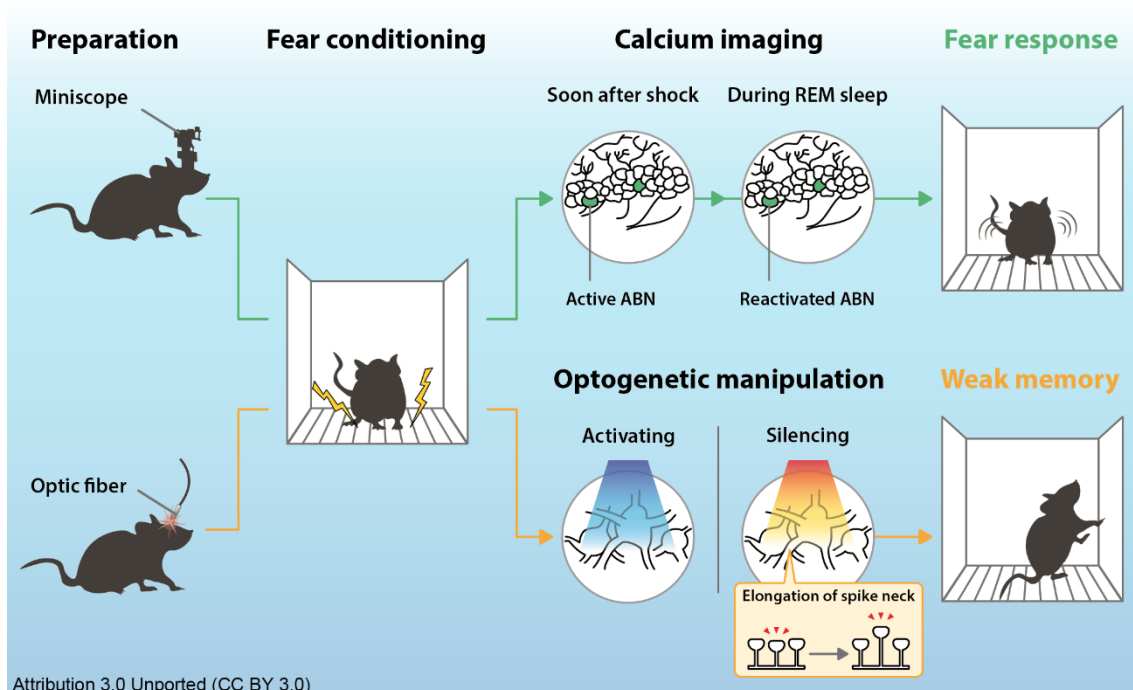 Preparation
Fear conditioning
Calcium imaging
Fear response
Miniscope
Soon after shock
During REM sleep
Active ABN
Reactivated ABN
Optogenetic manipulation
Weak memory
Activating
Silencing
Optic fiber
Elongation of spike neck
Attribution 3.0 Unported (CC BY 3.0)